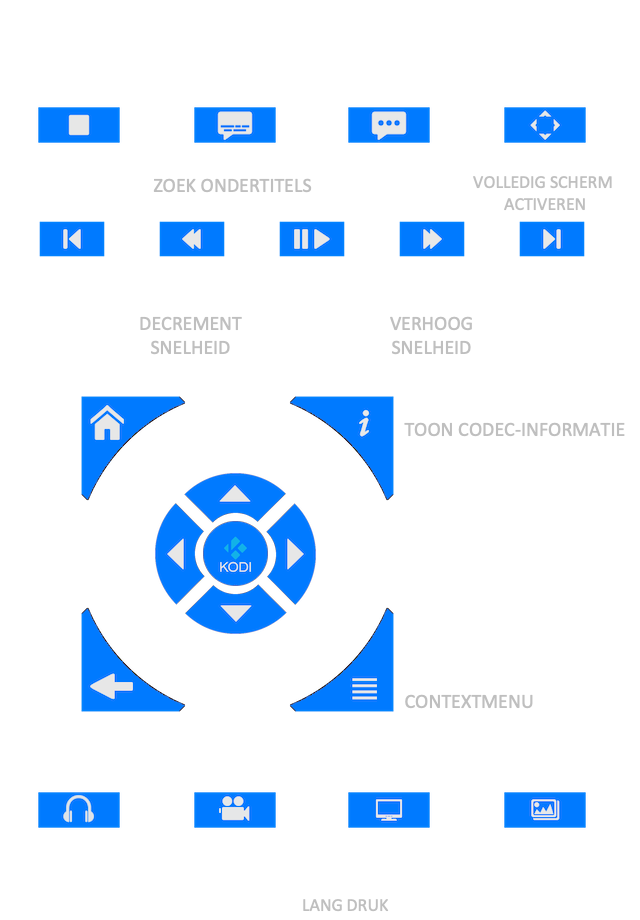 ZOEK ONDERTITELS
VOLLEDIG SCHERM
ACTIVEREN
DECREMENT
SNELHEID
VERHOOG
SNELHEID
TOON CODEC-INFORMATIE
KODI
CONTEXTMENU
LANG DRUK